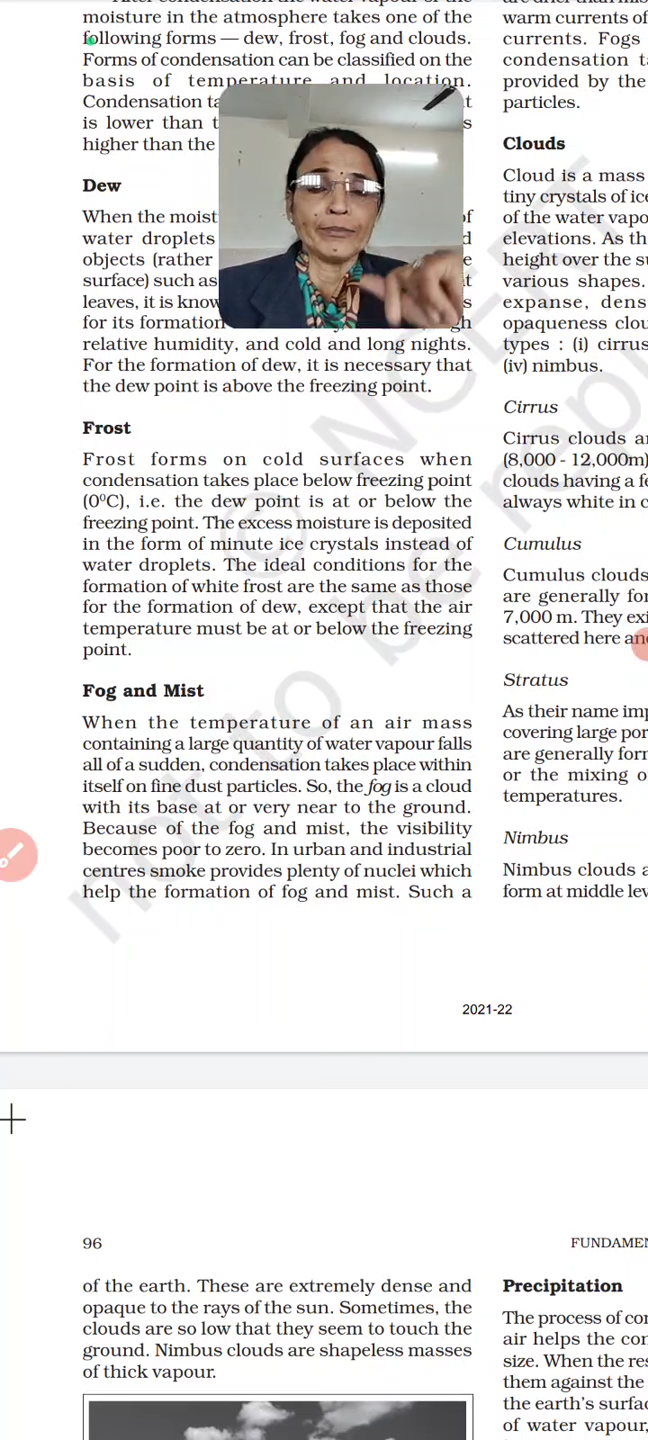 moisture in the atmosphere takes one of the
following forms — dew, frost, fog and clouds.
Forms of condensation can be classified on the
basis of temperature and location.
Condensation ta
is lower than t
higher than the
Dew
When the moist
water droplets
objects (rather
surface) such as
leaves, it is know
for its formation
relative humidity, and cold and long nights.
For the formation of dew, it is necessary that
the dew point is above the freezing point.
Frost
Frost forms on cold surfaces when
condensation takes place below freezing point
(0⁰C), i.e. the dew point is at or below the
freezing point. The excess moisture is deposited
in the form of minute ice crystals instead of
water droplets. The ideal conditions for the
formation of white frost are the same as those
for the formation of dew, except that the air
temperature must be at or below the freezing
point.
Fog and Mist
When the temperature of an air mass
containing a large quantity of water vapour falls
all of a sudden, condensation takes place within
itself on fine dust particles. So, the fog is a cloud
with its base at or very near to the ground.
Because of the fog and mist, the visibility
becomes poor to zero. In urban and industrial
centres smoke provides plenty of nuclei which
help the formation of fog and mist. Such a
warm currents of
currents. Fogs
condensation ta
provided by the
particles.
Clouds
Cloud is a mass
tiny crystals of ice
of the water vapo
elevations. As th
height over the su
various shapes.
expanse, dens
opaqueness clou
types : (i) cirrus
(iv) nimbus.
Cirrus
Cirrus clouds ar
(8,000 - 12,000m)
clouds having a fe
always white in c
Cumulus
Cumulus clouds
are generally for
7,000 m. They exi
scattered here an
Stratus
As their name imp
covering large por
are generally form
or the mixing o
temperatures.
Nimbus
Nimbus clouds a
form at middle lev
© NCERT
not to be republ
2021-22
96
FUNDAMEN
of the earth. These are extremely dense and
opaque to the rays of the sun. Sometimes, the
clouds are so low that they seem to touch the
ground. Nimbus clouds are shapeless masses
of thick vapour.
Precipitation
The process of con
air helps the con
size. When the res
them against the
the earth's surfac
of water vapour,